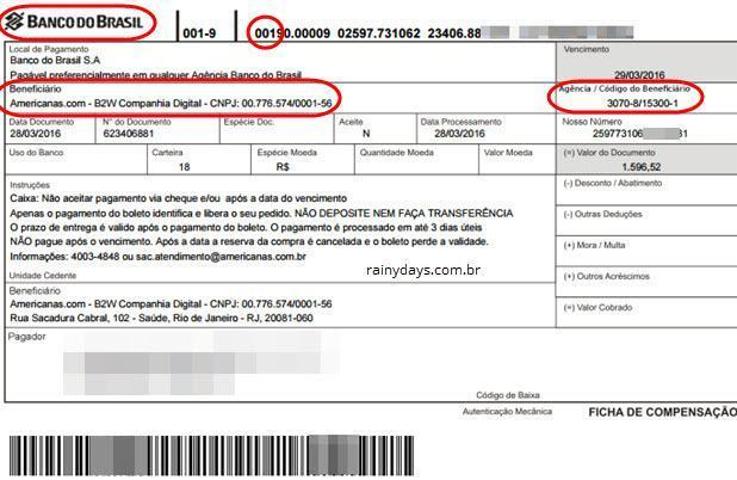 BANCO DO BRASIL 001-9 00190.00009 02597.731062 23406.88
Local de Pagamento Vencimento
Banco do Brasil S.A
Pagável preferencialmente em qualquer Agência Banco do Brasil 29/03/2016
Beneficiário Agência / Código do Beneficiário
Americanas.com - B2W Companhia Digital - CNPJ: 00.776.574/0001-56 3070-8/15300-1
Data Documento N° do Documento Espécie Doc. Aceite Data Processamento Nosso Número
28/03/2016 623406881 N 28/03/2016 2597773106 81
Uso do Banco Carteira Espécie Moeda Quantidade Moeda Valor Moeda (=) Valor do Documento
18 R$ 1.596,52
Instruções (-) Desconto / Abatimento
Caixa: Não aceitar pagamento via cheque e/ou após a data do vencimento
Apenas o pagamento do boleto identifica e libera o seu pedido. NÃO DEPOSITE NEM FAÇA TRANSFERÊNCIA (-) Outras Deduções
O prazo de entrega é valido após o pagamento do boleto. O pagamento é processado em até 3 dias úteis
NÃO pague após o vencimento. Após a data a reserva da compra é cancelada e o boleto perde a validade. (+) Mora / Multa
Informações: 4003-4848 ou sac.atendimento@americanas.com.br
rainydays.com.br
Unidade Cedente (+) Outros Acréscimos
Beneficiário
Americanas.com - B2W Companhia Digital - CNPJ: 00.776.574/0001-56 (=) Valor Cobrado
Rua Sacadura Cabral, 102 - Saúde, Rio de Janeiro - RJ, 20081-060
Pagador
Código de Baixa
Autenticação Mecânica FICHA DE COMPENSAÇÃO